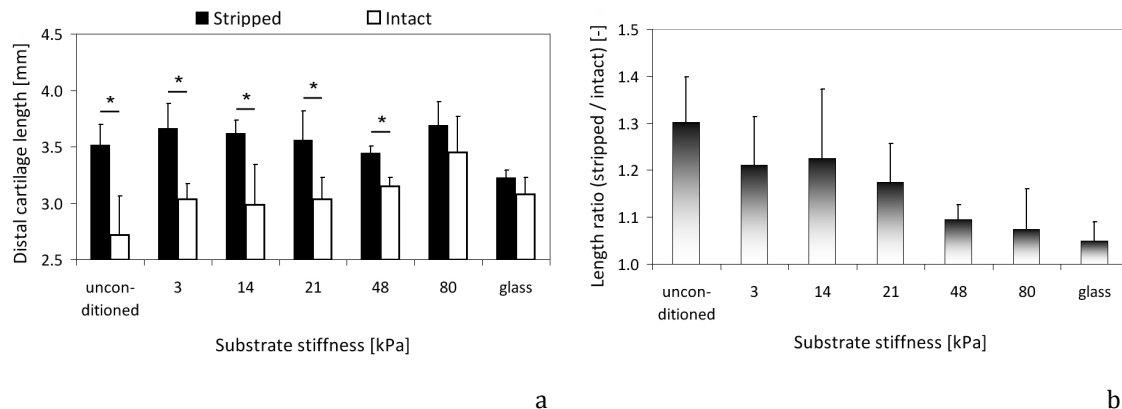 Stripped Intact
Distal cartilage length [mm]
4.5
4.0
3.5
3.0
2.5
* * * * *
uncon-
ditioned 3 14 21 48 80 glass
Substrate stiffness [kPa]
a
Length ratio (stripped / intact) [-]
1.5
1.4
1.3
1.2
1.1
1.0
uncon-
ditioned 3 14 21 48 80 glass
Substrate stiffness [kPa]
b